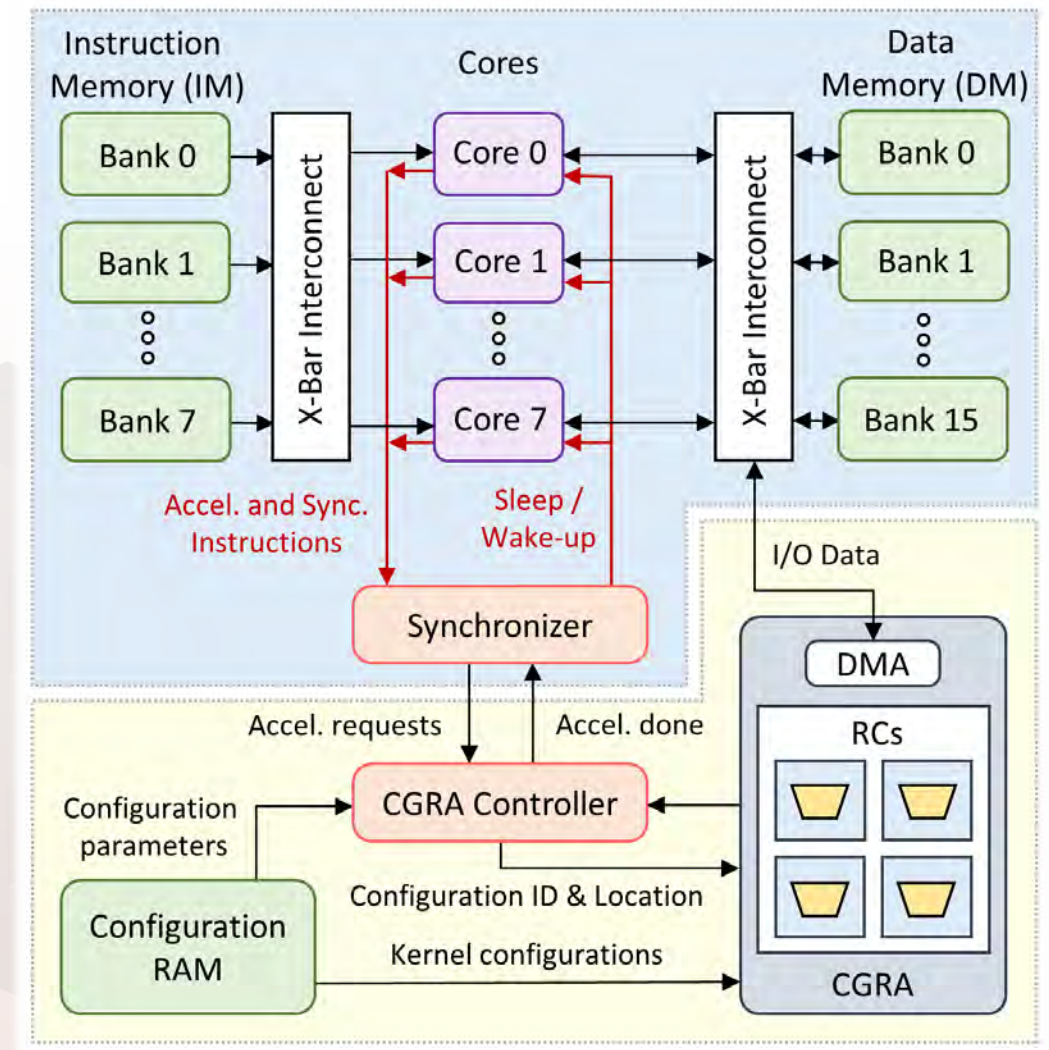 Instruction
Memory (IM)
Cores
Data
Memory (DM)
Bank 0
X-Bar Interconnect
Core 0
X-Bar Interconnect
Bank 0
Bank 1
Core 1
Bank 1
Bank 7
Core 7
Bank 15
Accel. and Sync.
Instructions
Sleep /
Wake-up
I/O Data
Synchronizer
DMA
Accel. requests
Accel. done
RCs
CGRA Controller
Configuration
parameters
Configuration ID & Location
Configuration
RAM
Kernel configurations
CGRA